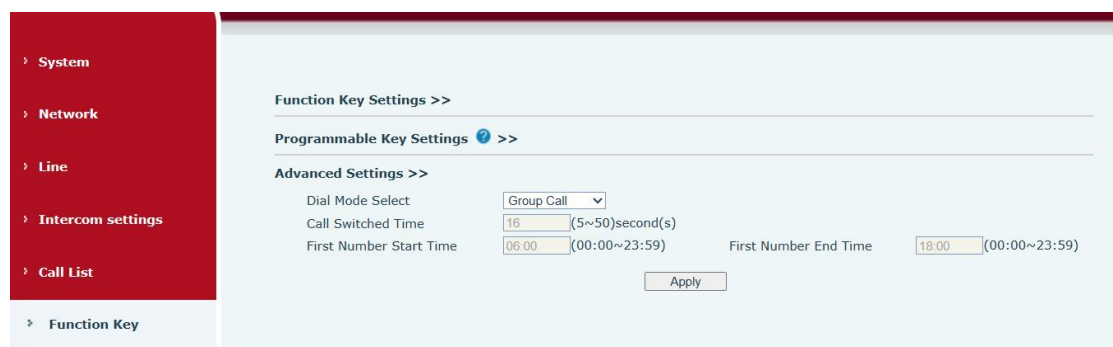 System
Network
Line
Intercom settings
Call List
Function Key
Function Key Settings >>
Programmable Key Settings ? >>
Advanced Settings >>
Dial Mode Select Group Call
Call Switched Time 16 (5~50)second(s)
First Number Start Time 06:00 (00:00~23:59) First Number End Time 18:00 (00:00~23:59)
Apply